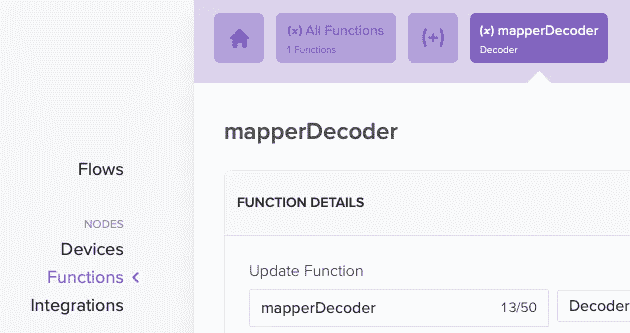 (x) All Functions
1 Functions
(+)
(x) mapperDecoder
Decoder
mapperDecoder
Flows
NODES
Devices
Functions
Integrations
FUNCTION DETAILS
Update Function
mapperDecoder 13/50
Decoder